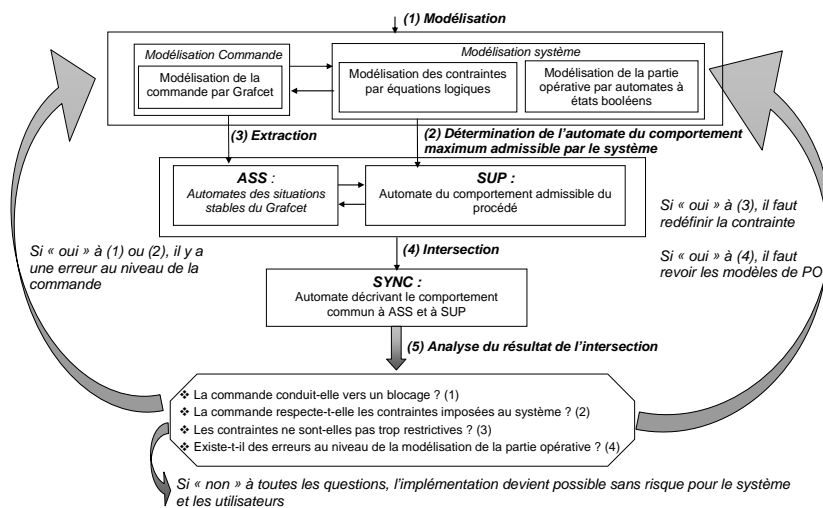 (1) Modélisation
Modélisation Commande
Modélisation de la
commande par Grafcet
Modélisation système
Modélisation des contraintes
par équations logiques
Modélisation de la partie
opérative par automates à
états booléens
(3) Extraction
(2) Détermination de l'automate du comportement
maximum admissible par le système
ASS :
Automates des situations
stables du Grafcet
SUP :
Automate du comportement admissible du
procédé
Si « oui » à (3), il faut
redéfinir la contrainte
Si « oui » à (4), il faut
revoir les modèles de PO
Si « oui » à (1) ou (2), il y a
une erreur au niveau de la
commande
(4) Intersection
SYNC :
Automate décrivant le comportement
commun à ASS et à SUP
(5) Analyse du résultat de l'intersection
❖ La commande conduit-elle vers un blocage ? (1)
❖ La commande respecte-t-elle les contraintes imposées au système ? (2)
❖ Les contraintes ne sont-elles pas trop restrictives ? (3)
❖ Existe-t-il des erreurs au niveau de la modélisation de la partie opérative ? (4)
Si « non » à toutes les questions, l'implémentation devient possible sans risque pour le système
et les utilisateurs